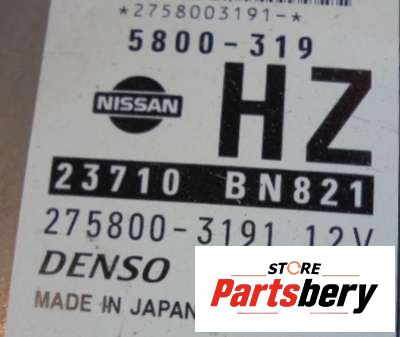 *2758003191-*
5800-319
NISSAN
HZ
23710 BN821
275800-3191 12V
DENSO
MADE IN JAPAN
STORE
Partsbery